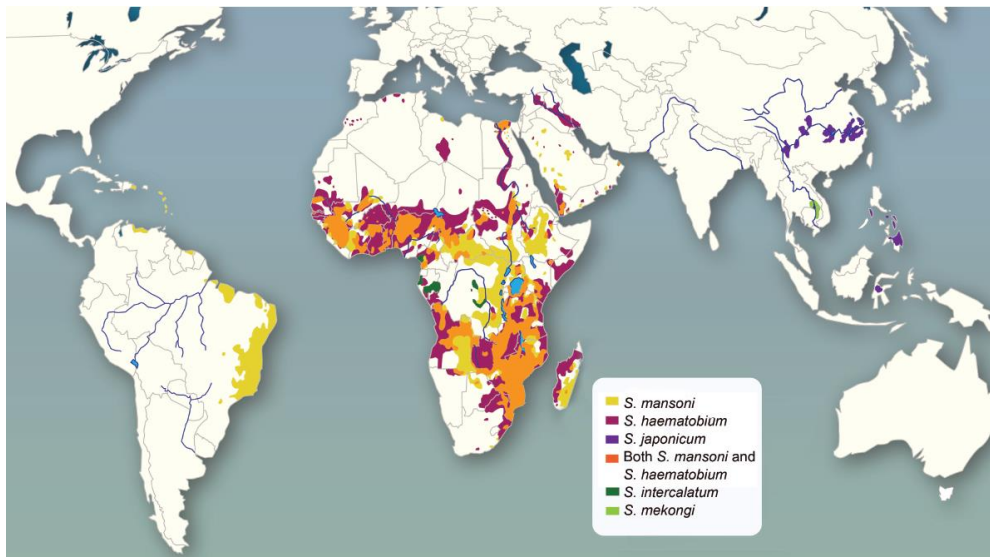 S. mansoni
S. haematobium
S. japonicum
Both S. mansoni and
S. haematobium
S. intercalatum
S. mekongi